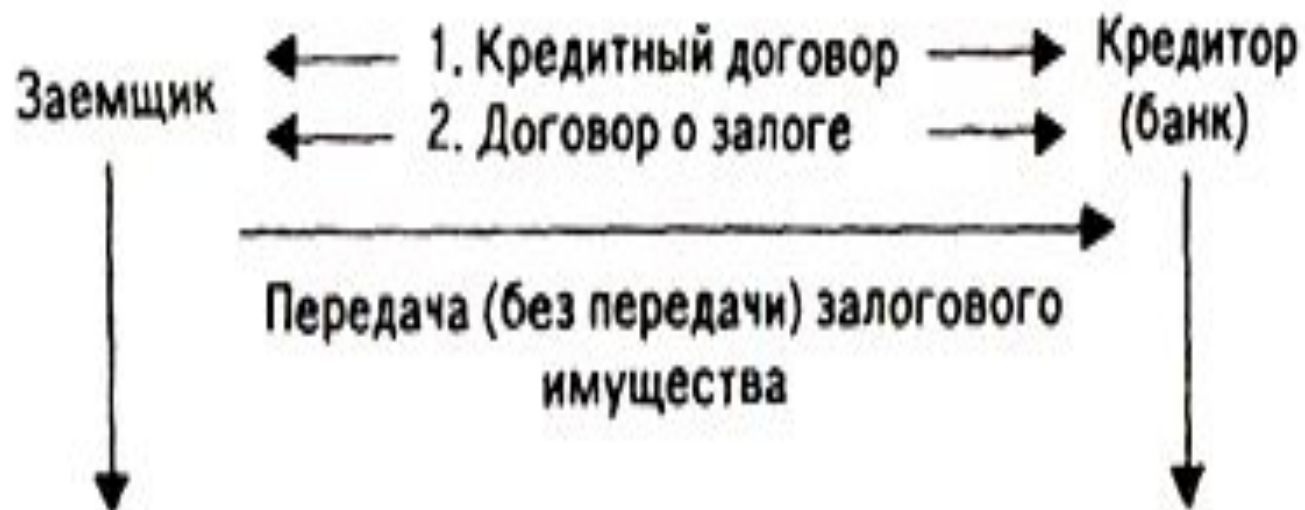 Заемщик
1. Кредитный договор
2. Договор о залоге
Кредитор
(банк)
Передача (без передачи) залогового
имущества